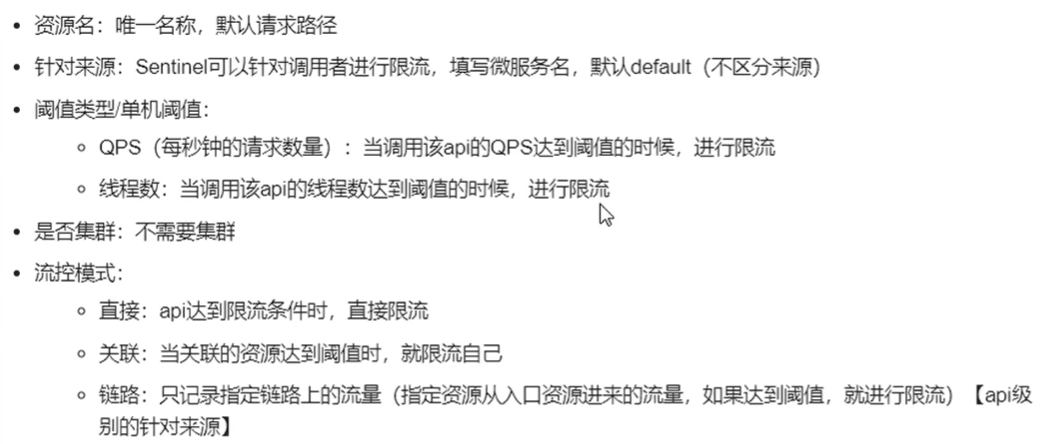 • 资源名：唯一名称，默认请求路径
• 针对来源：Sentinel可以针对调用者进行限流，填写微服务名，默认default（不区分来源）
• 阈值类型/单机阈值：
◦ QPS（每秒钟的请求数量）：当调用该api的QPS达到阈值的时候，进行限流
◦ 线程数：当调用该api的线程数达到阈值的时候，进行限流
• 是否集群：不需要集群
• 流控模式：
◦ 直接：api达到限流条件时，直接限流
◦ 关联：当关联的资源达到阈值时，就限流自己
◦ 链路：只记录指定链路上的流量（指定资源从入口资源进来的流量，如果达到阈值，就进行限流）【api级
别的针对来源】